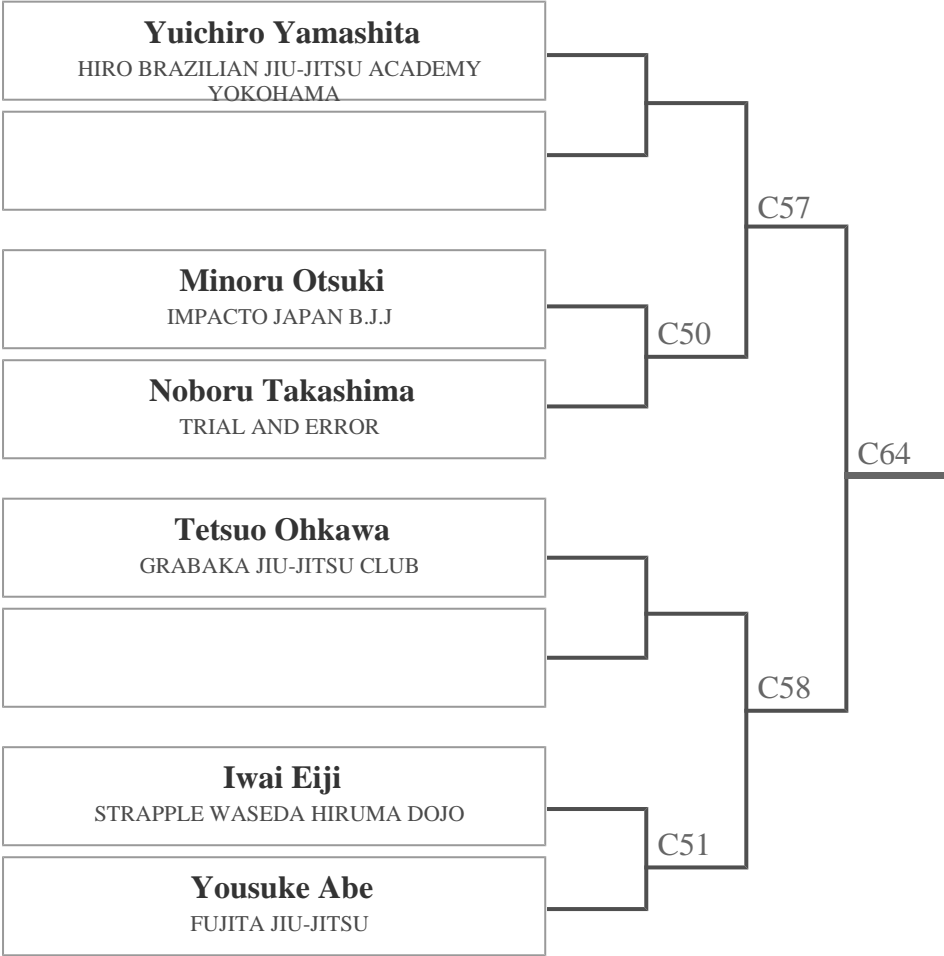 Yuichiro Yamashita
HIRO BRAZILIAN JIU-JITSU ACADEMY
YOKOHAMA
C57
Minoru Otsuki
IMPACTO JAPAN B.J.J
C50
Noboru Takashima
TRIAL AND ERROR
C64
Tetsuo Ohkawa
GRABAKA JIU-JITSU CLUB
C58
Iwai Eiji
STRAPPLE WASEDA HIRUMA DOJO
C51
Yousuke Abe
FUJITA JIU-JITSU